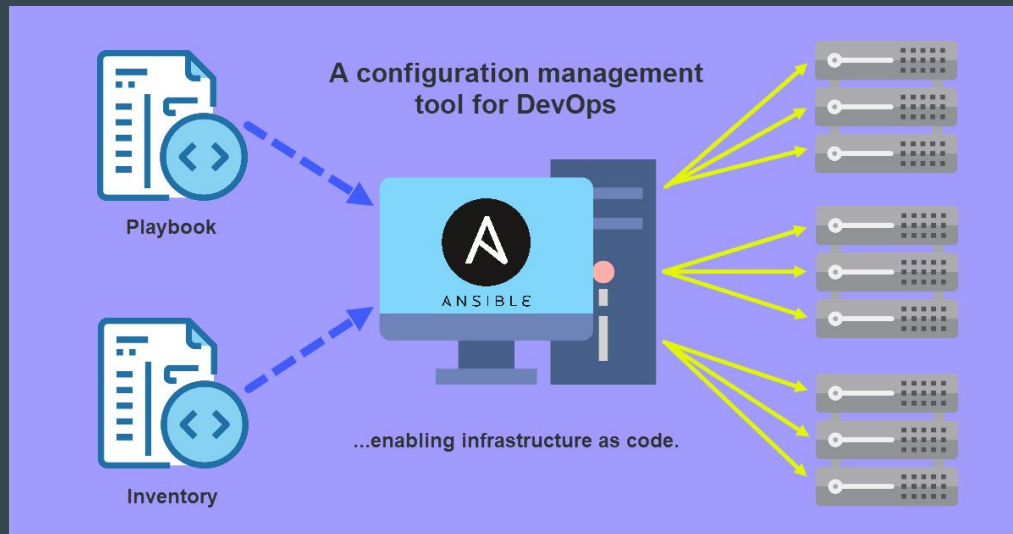 A configuration management
tool for DevOps
Playbook
ANSIBLE
...enabling infrastructure as code.
Inventory